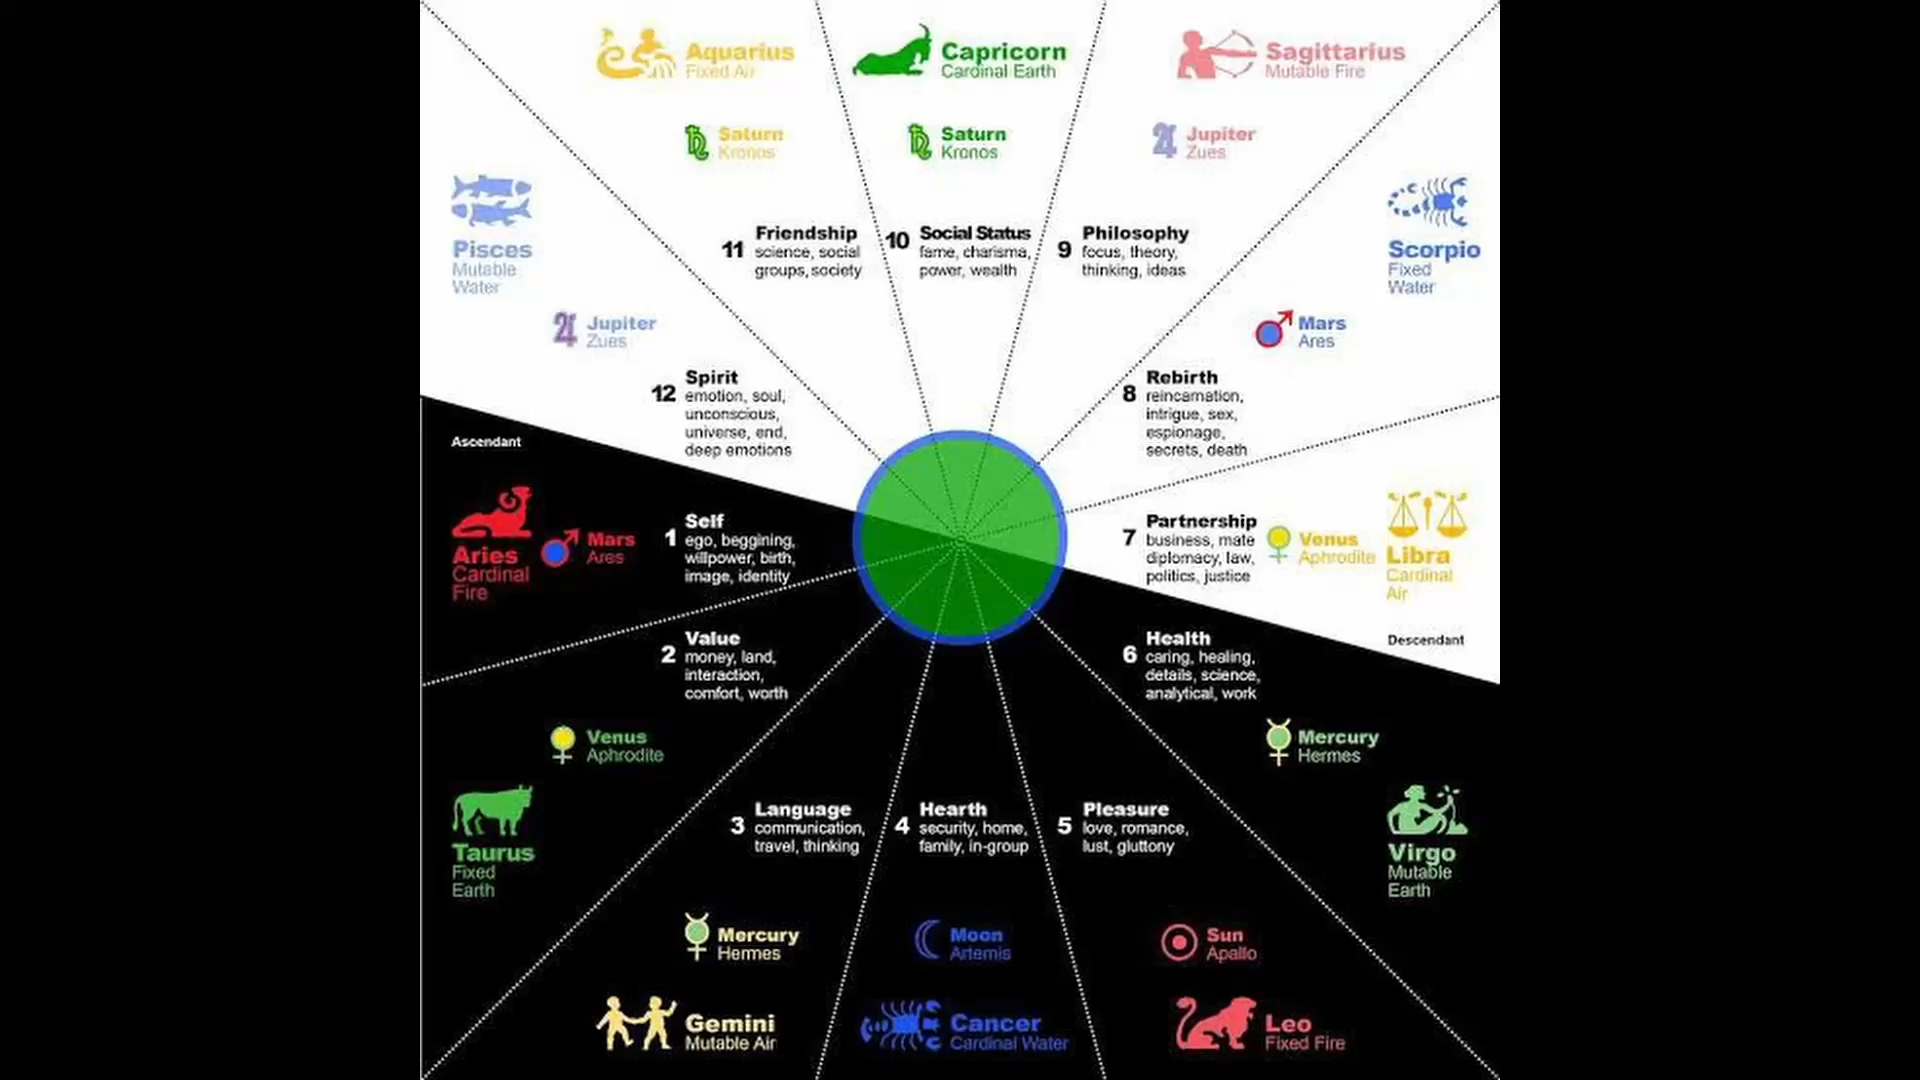 Aquarius
Fixed Air
Capricorn
Cardinal Earth
Sagittarius
Mutable Fire
Saturn
Kronos
Saturn
Kronos
Jupiter
Zues
Pisces
Mutable
Water
Scorpio
Fixed
Water
11 Friendship
science, social
groups, society
10 Social Status
fame, charisma,
power, wealth
9 Philosophy
focus, theory,
thinking, ideas
Jupiter
Zues
Mars
Ares
12 Spirit
emotion, soul,
unconscious,
universe, end,
deep emotions
8 Rebirth
reincarnation,
intrigue, sex,
espionage,
secrets, death
Ascendant
Aries
Cardinal
Fire
Mars
Ares
1 Self
ego, beggining,
willpower, birth,
image, identity
7 Partnership
business, mate
diplomacy, law,
politics, justice
Venus
Aphrodite
Libra
Cardinal
Air
Descendant
2 Value
money, land,
interaction,
comfort, worth
6 Health
caring, healing,
details, science,
analytical, work
Venus
Aphrodite
Mercury
Hermes
Taurus
Fixed
Earth
3 Language
communication,
travel, thinking
4 Hearth
security, home,
family, in-group
5 Pleasure
love, romance,
lust, gluttony
Virgo
Mutable
Earth
Mercury
Hermes
Moon
Artemis
Sun
Apallo
Gemini
Mutable Air
Cancer
Cardinal Water
Leo
Fixed Fire